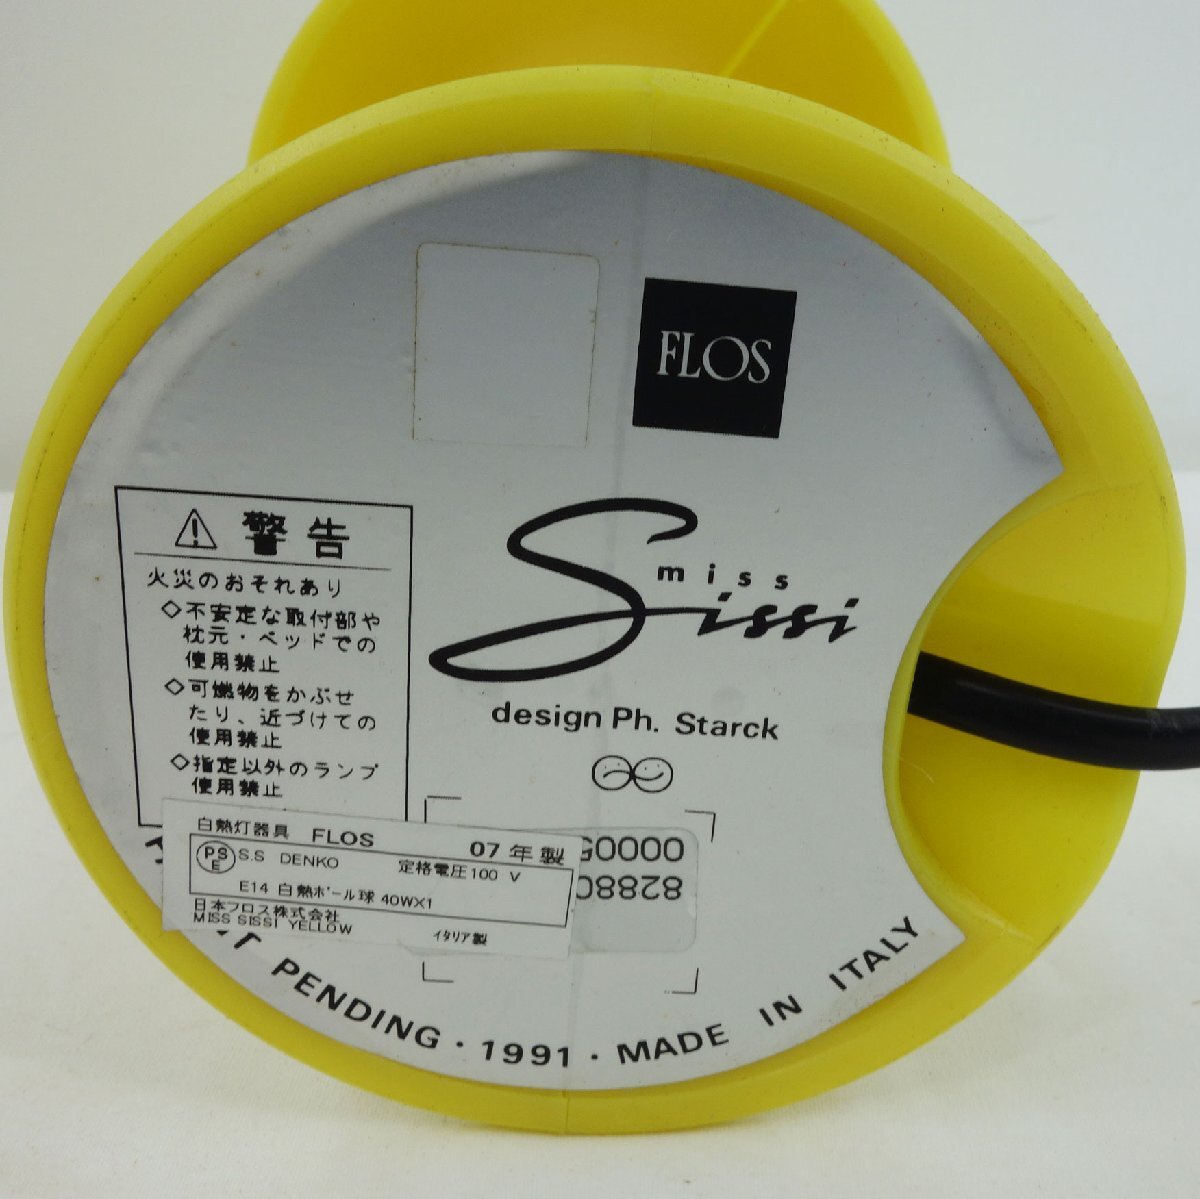 FLOS
miss
Sissi
design Ph. Starck
警告
火災のおそれあり
◇不安定な取付部や
枕元・ベッドでの
使用禁止
◇可燃物をかぶせ
たり、近づけての
使用禁止
◇指定以外のランプ
使用禁止
白熱灯器具 FLOS 07年製
PS E S.S DENKO 定格電圧100 V
E14 白熱ボール球 40WX1
日本フロス株式会社
MISS SISSI YELLOW イタリア製
00005
82880
PENDING · 1991 · MADE IN ITALY